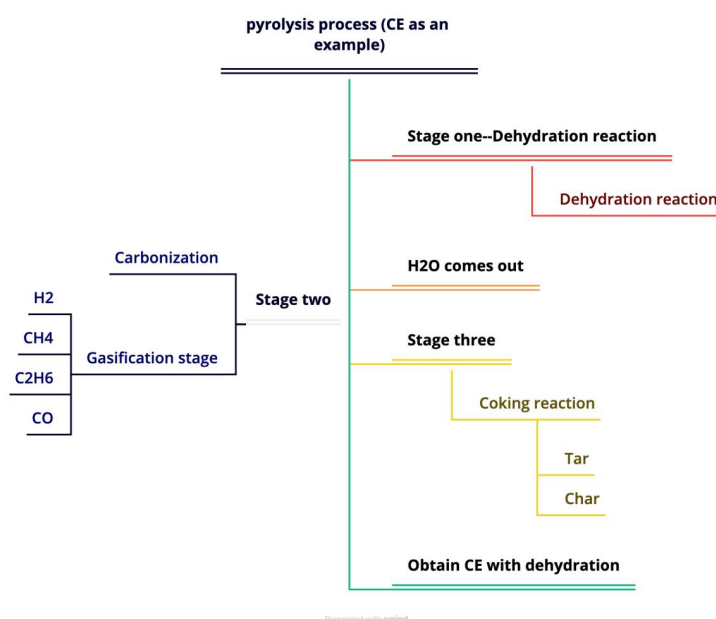 pyrolysis process (CE as an
example)
Stage one--Dehydration reaction
Dehydration reaction
H2O comes out
Stage two
Carbonization
Gasification stage
H2
CH4
C2H6
CO
Stage three
Coking reaction
Tar
Char
Obtain CE with dehydration